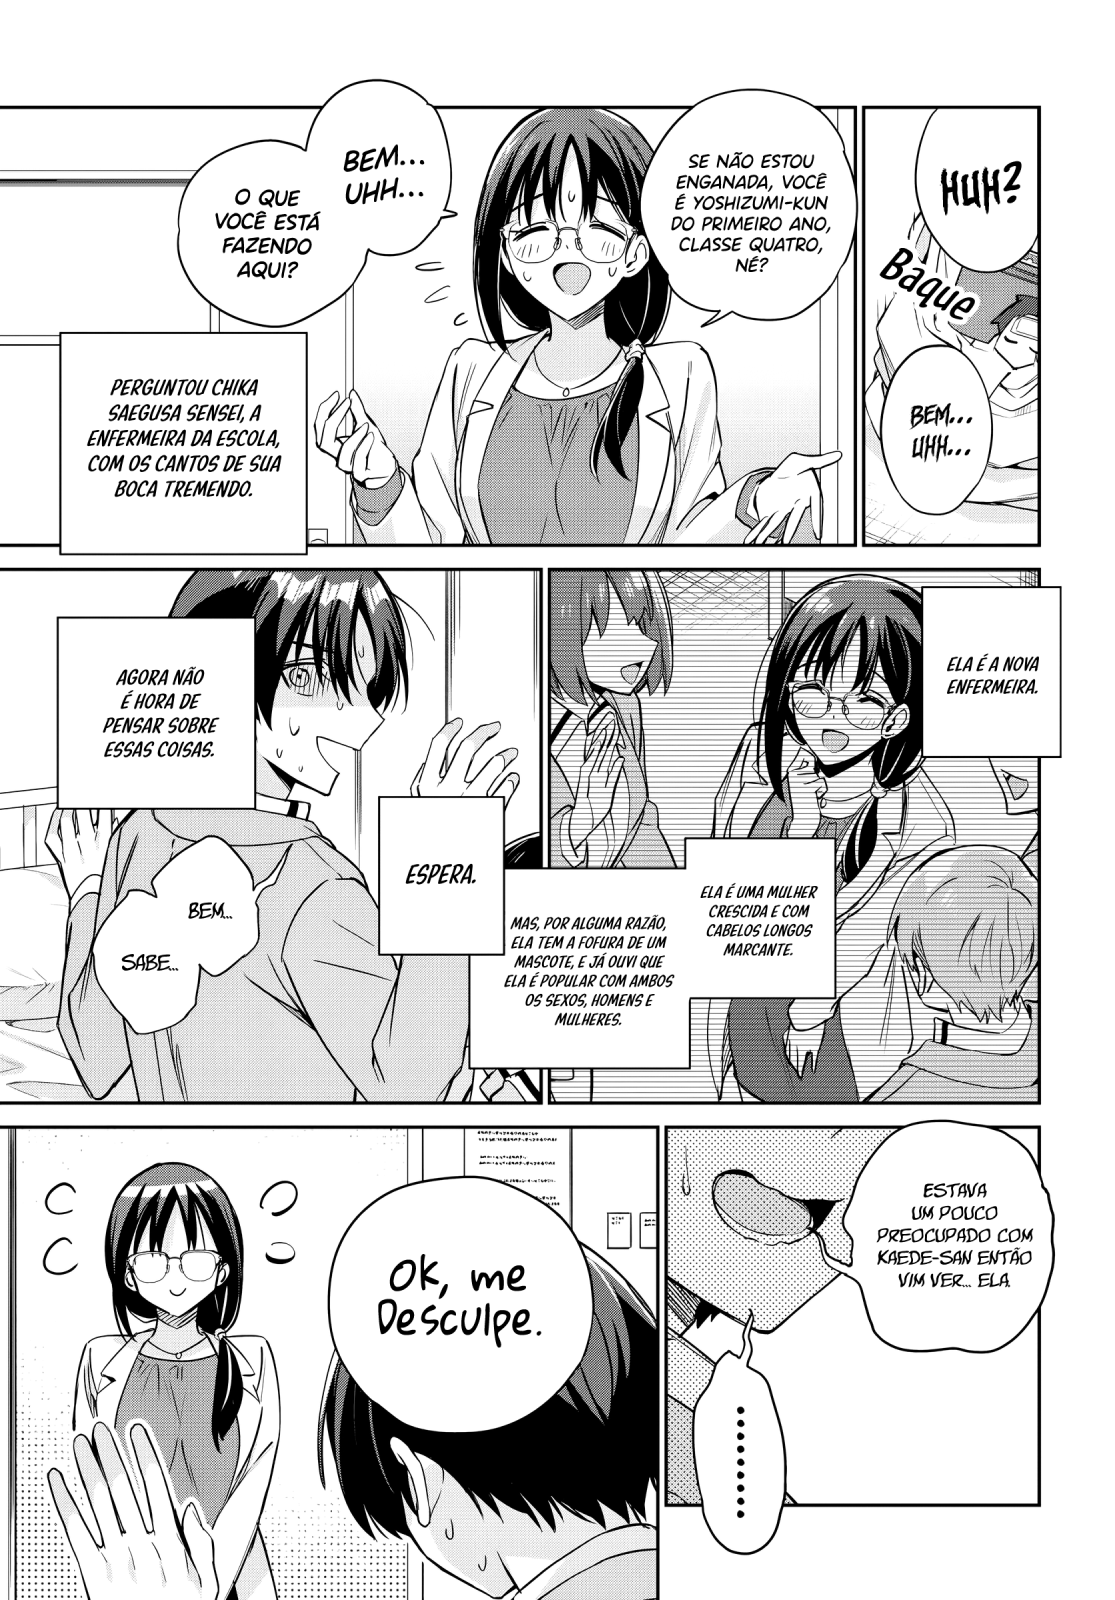 HUH?
Baque
BEM...
UHH...
SE NÃO ESTOU
ENGANADA, VOCÊ
É YOSHIZUMI-KUN
DO PRIMEIRO ANO,
CLASSE QUATRO,
NÉ?
BEM...
UHH...
O QUE
VOCÊ ESTÁ
FAZENDO
AQUI?
PERGUNTOU CHIKA
SAEGUSA SENSEI, A
ENFERMEIRA DA ESCOLA,
COM OS CANTOS DE SUA
BOCA TREMENDO.
ELA É A NOVA
ENFERMEIRA.
ELA É UMA MULHER
CRESCIDA E COM
CABELOS LONGOS
MARCANTE.
MAS, POR ALGUMA RAZÃO,
ELA TEM A FOFURA DE UM
MASCOTE, E JÁ OUVI QUE
ELA É POPULAR COM AMBOS
OS SEXOS, HOMENS E
MULHERES.
ESPERA.
AGORA NÃO
É HORA DE
PENSAR SOBRE
ESSAS COISAS.
BEM...
SABE...
ESTAVA
UM POUCO
PREOCUPADO COM
KAEDE-SAN ENTÃO
VIM VER... ELA.
.........
Ok, me
Desculpe.